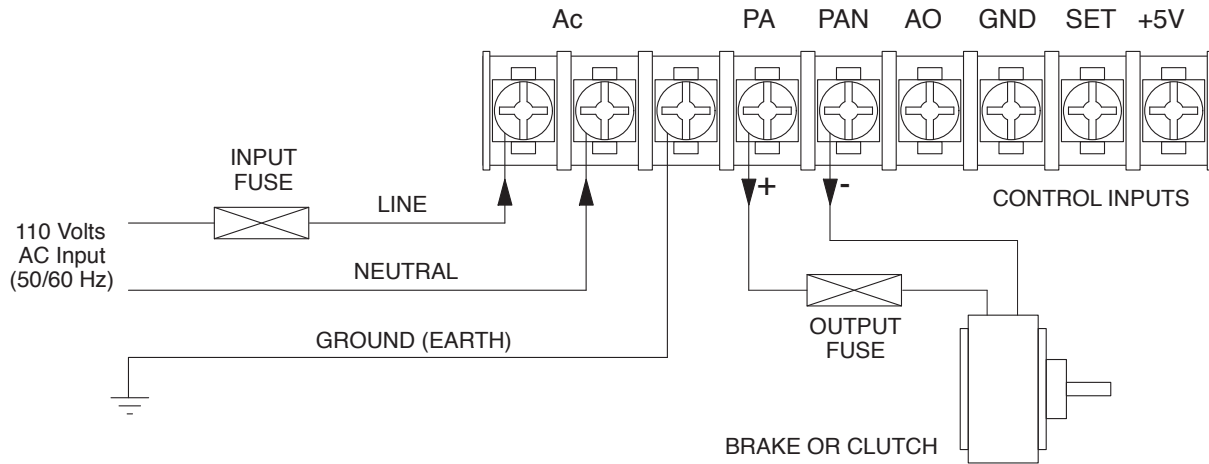 Ac PA PAN AO GND SET +5V
INPUT
FUSE
LINE
+
-
CONTROL INPUTS
110 Volts
AC Input
(50/60 Hz)
NEUTRAL
GROUND (EARTH)
OUTPUT
FUSE
BRAKE OR CLUTCH